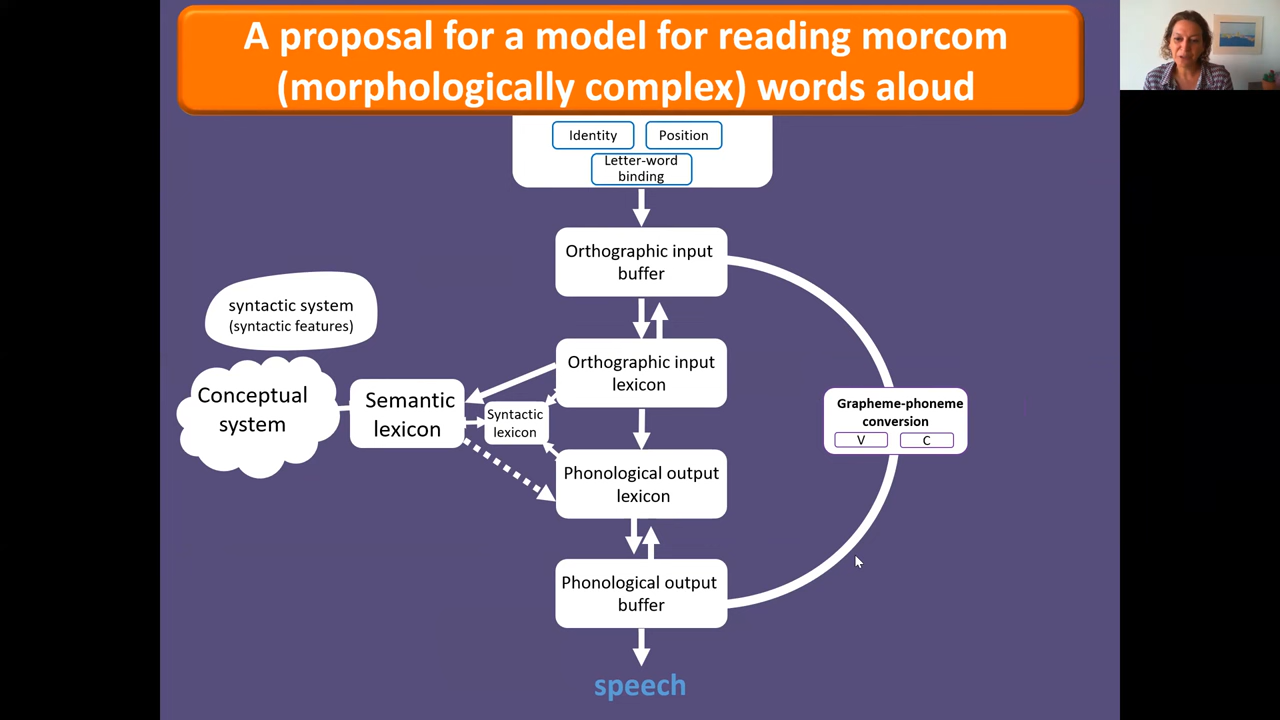 A proposal for a model for reading morcom
(morphologically complex) words aloud
Identity
Position
Letter-word
binding
Orthographic input
buffer
syntactic system
(syntactic features)
Orthographic input
lexicon
Conceptual
system
Semantic
lexicon
Syntactic
lexicon
Grapheme-phoneme
conversion
V
C
Phonological output
lexicon
Phonological output
buffer
speech